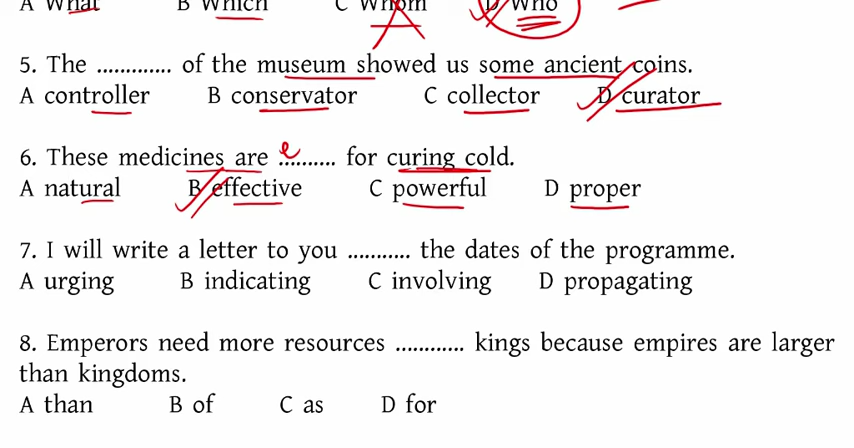 A What B Which C Whom D Who
5. The ............. of the museum showed us some ancient coins.
A controller B conservator C collector D curator
6. These medicines are e .......... for curing cold.
A natural B effective C powerful D proper
7. I will write a letter to you ........... the dates of the programme.
A urging B indicating C involving D propagating
8. Emperors need more resources ............ kings because empires are larger
than kingdoms.
A than B of C as D for